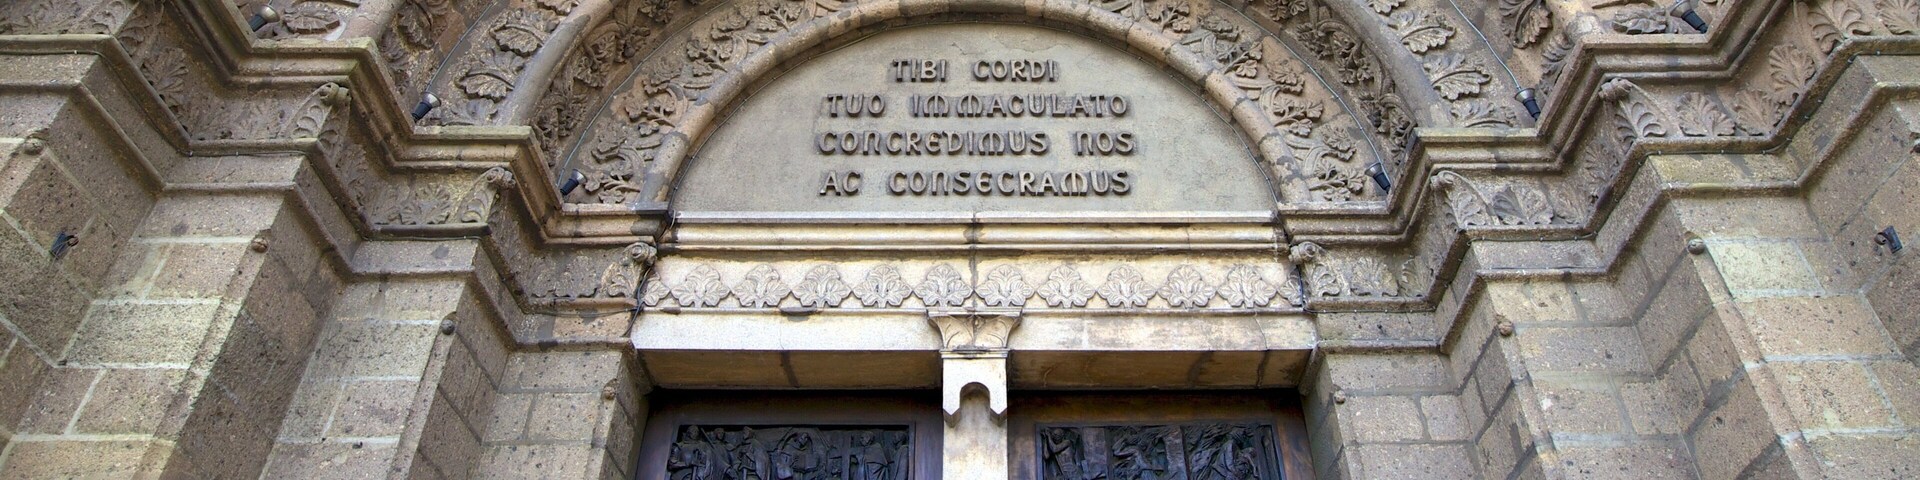 TIBI CORDI
TUO IMMACULATO
CONCREDIMUS NOS
AC CONSECRAMUS